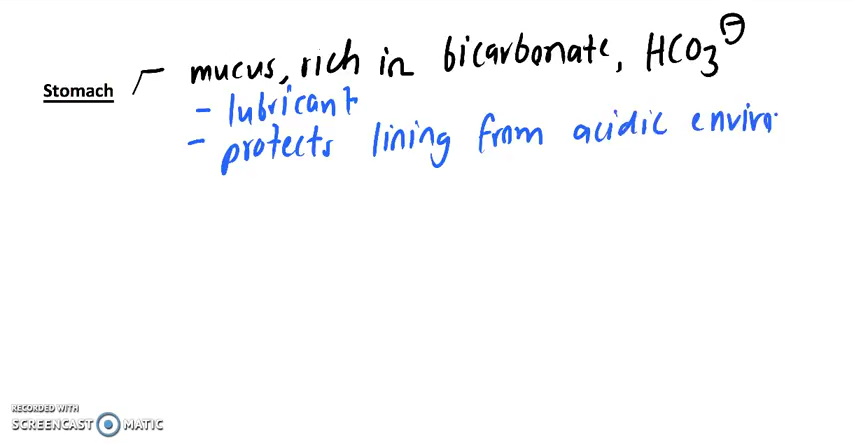 Stomach
mucus, rich in bicarbonate, HCO3⊖
- lubricant
- protects lining from acidic enviro
RECORDED WITH
SCREENCAST MATIC